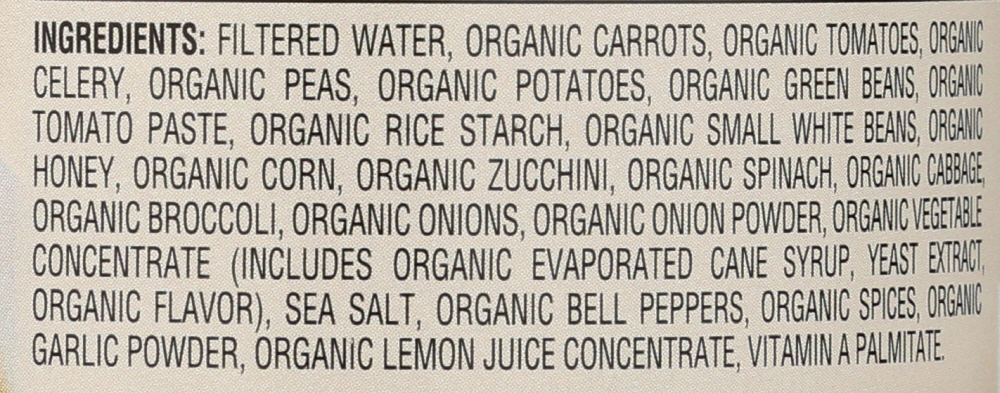 INGREDIENTS: FILTERED WATER, ORGANIC CARROTS, ORGANIC TOMATOES, ORGANIC
CELERY, ORGANIC PEAS, ORGANIC POTATOES, ORGANIC GREEN BEANS, ORGANIC
TOMATO PASTE, ORGANIC RICE STARCH, ORGANIC SMALL WHITE BEANS, ORGANIC
HONEY, ORGANIC CORN, ORGANIC ZUCCHINI, ORGANIC SPINACH, ORGANIC CABBAGE,
ORGANIC BROCCOLI, ORGANIC ONIONS, ORGANIC ONION POWDER, ORGANIC VEGETABLE
CONCENTRATE (INCLUDES ORGANIC EVAPORATED CANE SYRUP, YEAST EXTRACT,
ORGANIC FLAVOR), SEA SALT, ORGANIC BELL PEPPERS, ORGANIC SPICES, ORGANIC
GARLIC POWDER, ORGANIC LEMON JUICE CONCENTRATE, VITAMIN A PALMITATE.